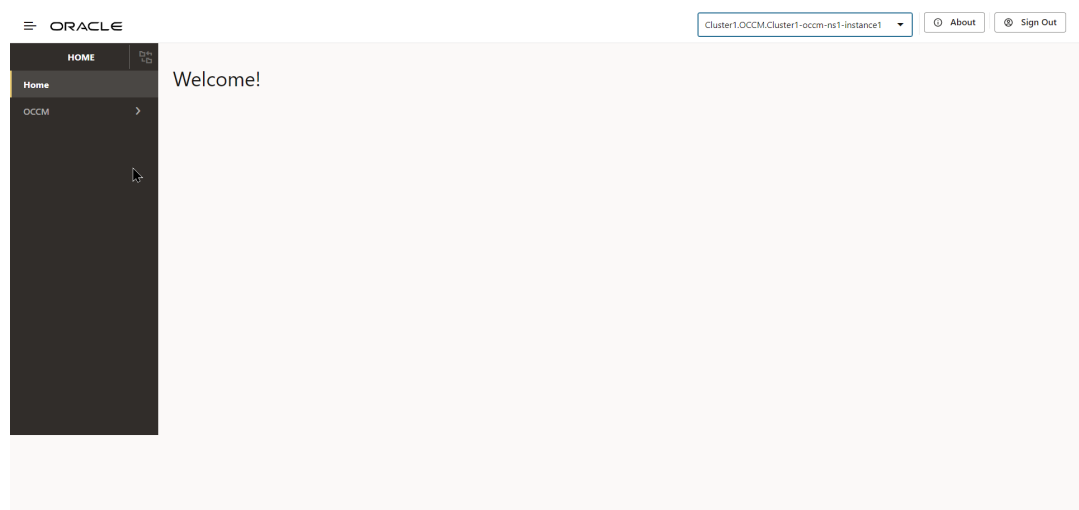 ORACLE
Cluster1.OCCM.Cluster1-occm-ns1-instance1
About
Sign Out
HOME
Home
OCCM
Welcome!